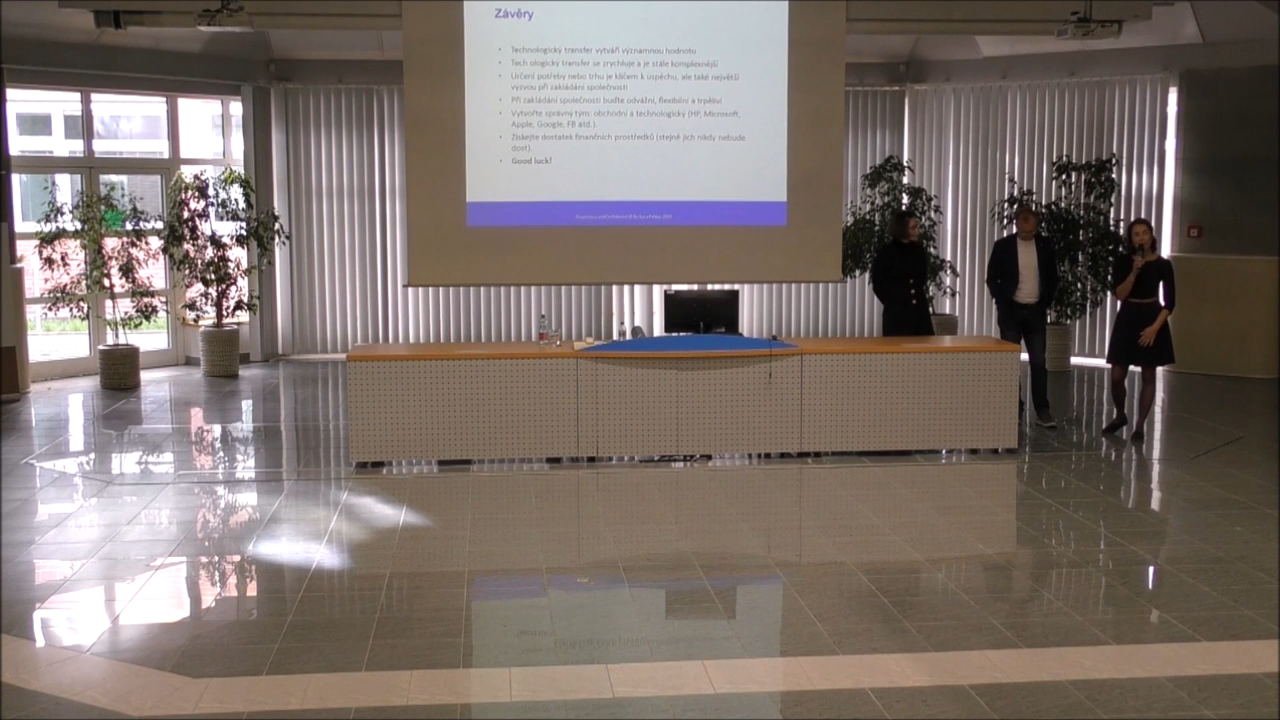 Závěry
• Technologický transfer vytváří významnou hodnotu
• Tech ologický transfer se zrychluje a je stále komplexnější
• Určení potřeby nebo trhu je klíčem k úspěchu, ale také největší
výzvou při zakládání společnosti
• Při zakládání společnosti buďte odvážní, flexibilní a trpěliví
• Vytvořte správný tým: obchodní a technologický (HP, Microsoft,
Apple, Google, FB atd.).
• Získejte dostatek finančních prostředků (stejně jich nikdy nebude
dost).
• Good luck!